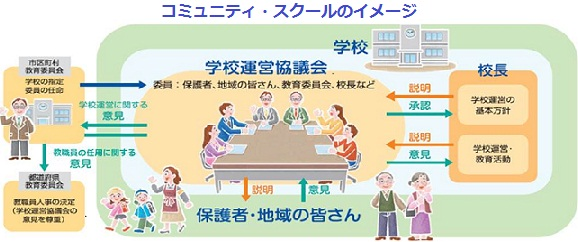 コミュニティ・スクールのイメージ
市区町村
教育委員会
学校の指定
委員の任命
学校運営に関する
意見
教職員の任用に関する
意見
都道府県
教育委員会
教職員人事の決定
(学校運営協議会の
意見を尊重)
学校
学校運営協議会
委員：保護者、地域の皆さん、教育委員会、校長など
説明
意見
保護者・地域の皆さん
校長
説明
承認
学校運営の
基本方針
説明
意見
学校運営・
教育活動